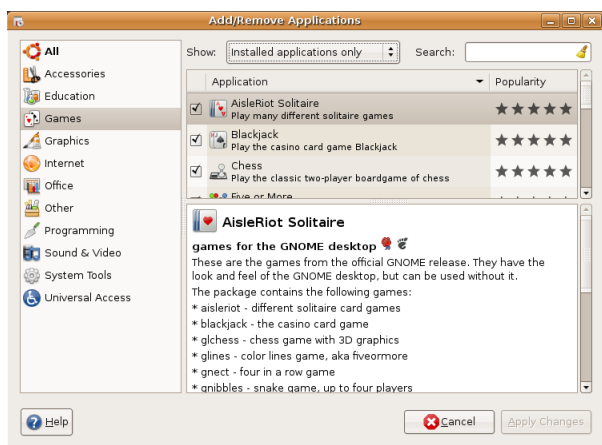 Add/Remove Applications
All
Accessories
Education
Games
Graphics
Internet
Office
Other
Programming
Sound & Video
System Tools
Universal Access
Show: Installed applications only Search:
Application Popularity
AisleRiot Solitaire
Play many different solitaire games
Blackjack
Play the casino card game Blackjack
Chess
Play the classic two-player boardgame of chess
Five or More
AisleRiot Solitaire
games for the GNOME desktop
These are the games from the official GNOME release. They have the
look and feel of the GNOME desktop, but can be used without it.
The package contains the following games:
* aisleriot - different solitaire card games
* blackjack - the casino card game
* glchess - chess game with 3D graphics
* glines - color lines game, aka fiveormore
* gnect - four in a row game
* gnibbles - snake game, up to four players
Help Cancel Apply Changes